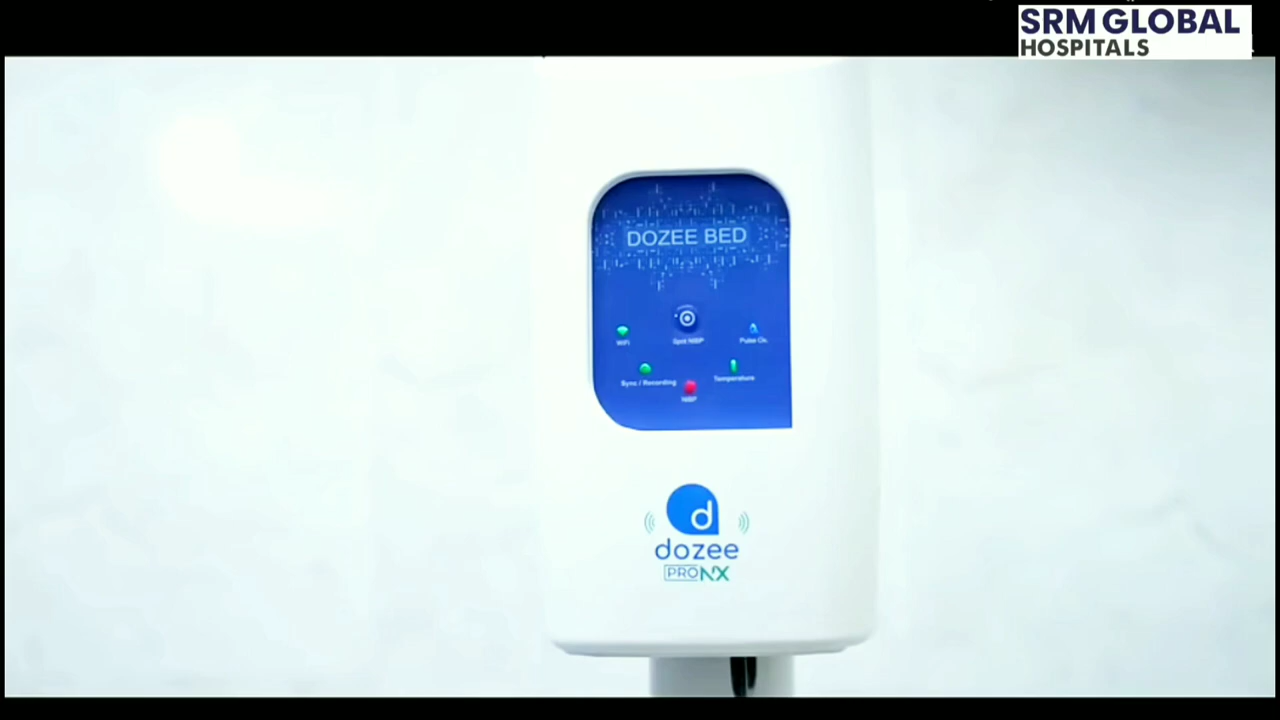 SRM GLOBAL
HOSPITALS
DOZEE BED
WiFi
Spot NIBP
Pulse Ox.
Sync / Recording
Temperature
NIBP
d
dozee
PRO NX